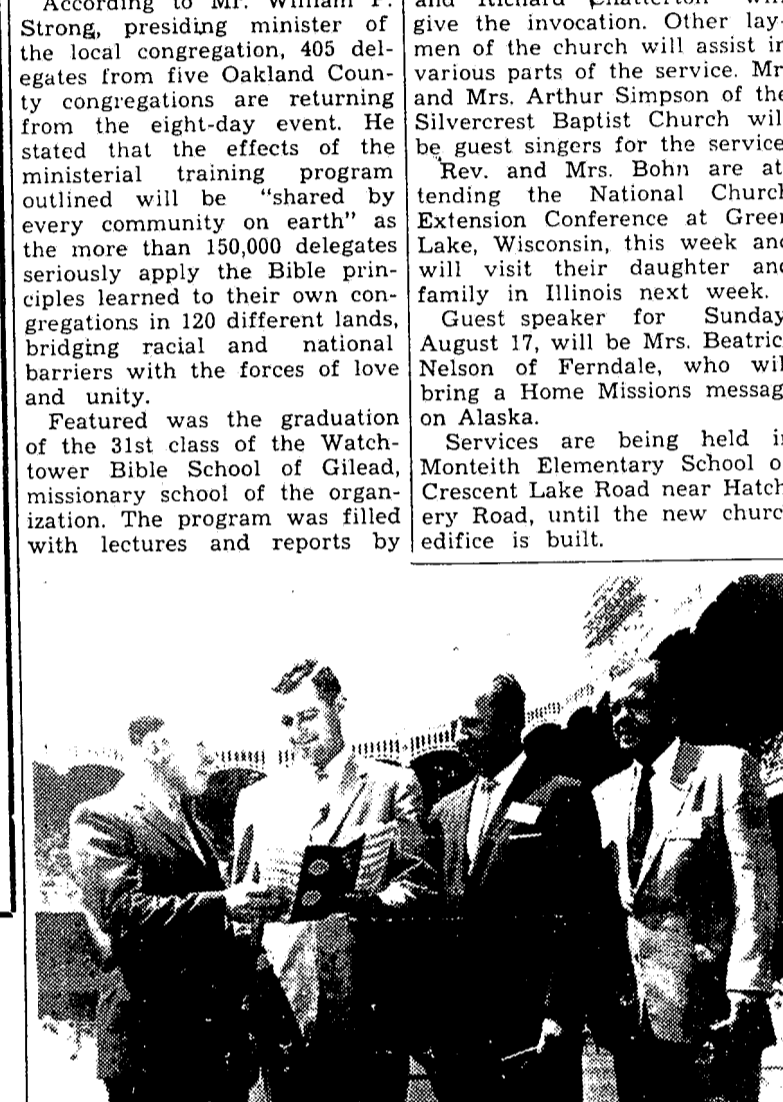 According to Mr. William
Strong, presiding minister of
the local congregation, 405 del-
egates from five Oakland Coun-
ty congregations are returning
from the eight-day event. He
stated that the effects of the
ministerial training program
outlined will be "shared by
every community on earth" as
the more than 150,000 delegates
seriously apply the Bible prin-
ciples learned to their own con-
gregations in 120 different lands,
bridging racial and national
barriers with the forces of love
and unity.
Featured was the graduation
of the 31st class of the Watch-
tower Bible School of Gilead,
missionary school of the organ-
ization. The program was filled
with lectures and reports by
and Richard Chatterton
give the invocation. Other lay-
men of the church will assist in
various parts of the service. Mr
and Mrs. Arthur Simpson of the
Silvercrest Baptist Church wil
be guest singers for the service
Rev. and Mrs. Bohn are at
tending the National Church
Extension Conference at Green
Lake, Wisconsin, this week and
will visit their daughter and
family in Illinois next week.
Guest speaker for Sunday
August 17, will be Mrs. Beatric
Nelson of Ferndale, who wil
bring a Home Missions messag
on Alaska.
Services are being held in
Monteith Elementary School o
Crescent Lake Road near Hatch
ery Road, until the new churc
edifice is built.